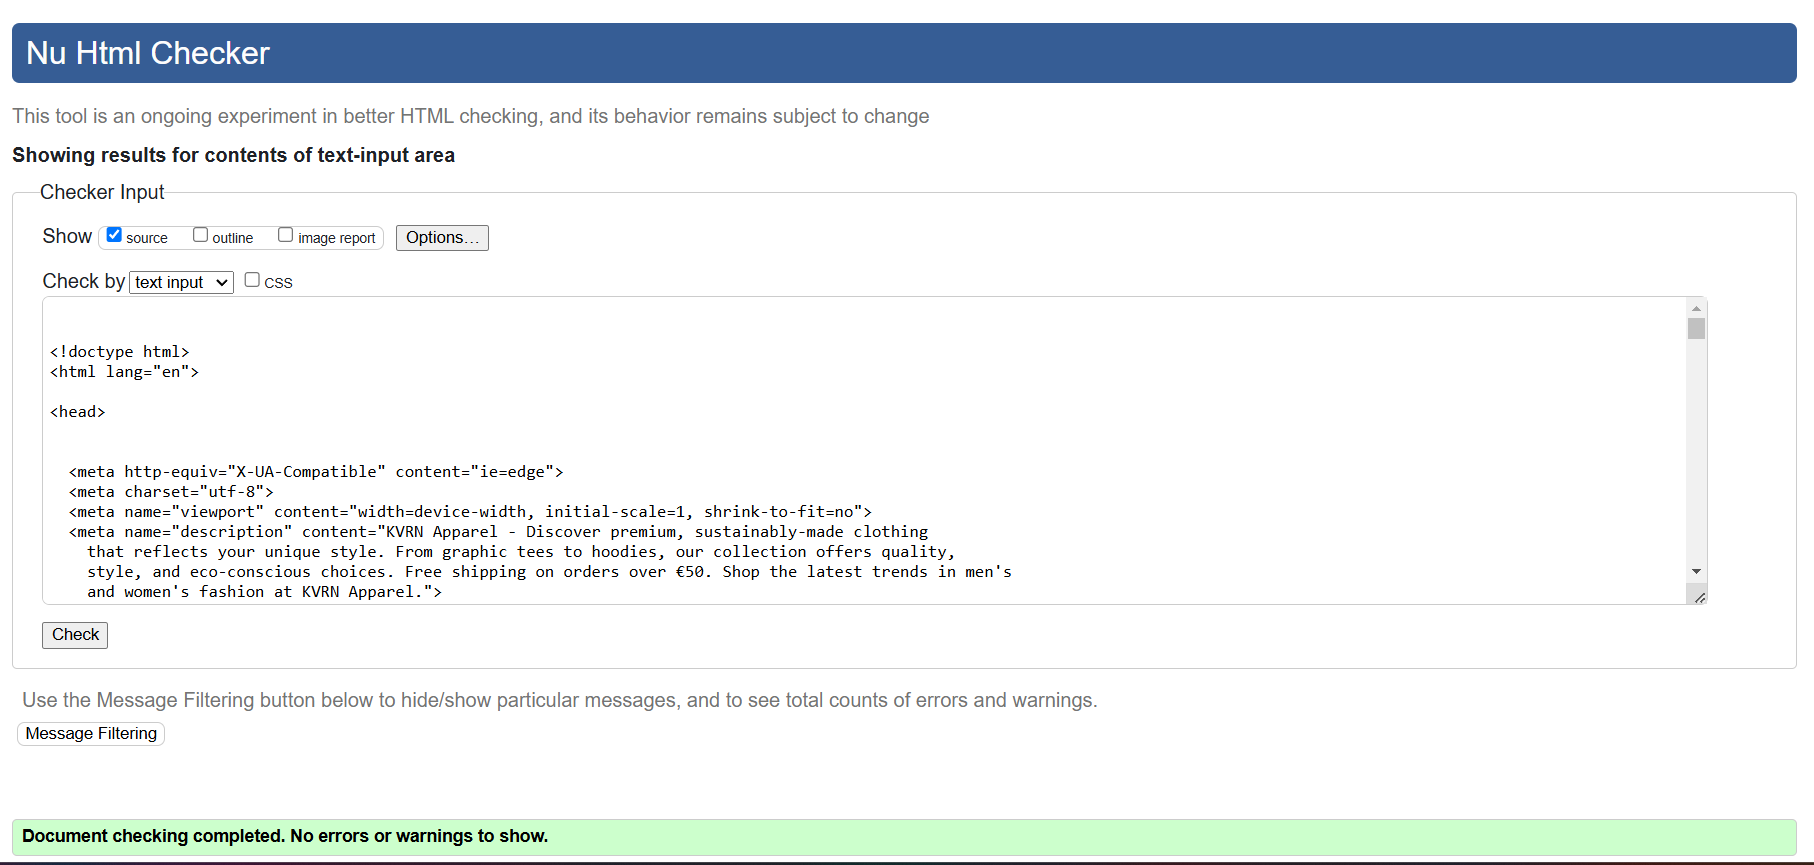 Nu Html Checker
This tool is an ongoing experiment in better HTML checking, and its behavior remains subject to change
Showing results for contents of text-input area
Checker Input
Show source outline image report Options...
Check by text input CSS
<!doctype html>
<html lang="en">
<head>
<meta http-equiv="X-UA-Compatible" content="ie=edge">
<meta charset="utf-8">
<meta name="viewport" content="width=device-width, initial-scale=1, shrink-to-fit=no">
<meta name="description" content="KVRN Apparel - Discover premium, sustainably-made clothing
that reflects your unique style. From graphic tees to hoodies, our collection offers quality,
style, and eco-conscious choices. Free shipping on orders over €50. Shop the latest trends in men's
and women's fashion at KVRN Apparel.">
Check
Use the Message Filtering button below to hide/show particular messages, and to see total counts of errors and warnings.
Message Filtering
Document checking completed. No errors or warnings to show.